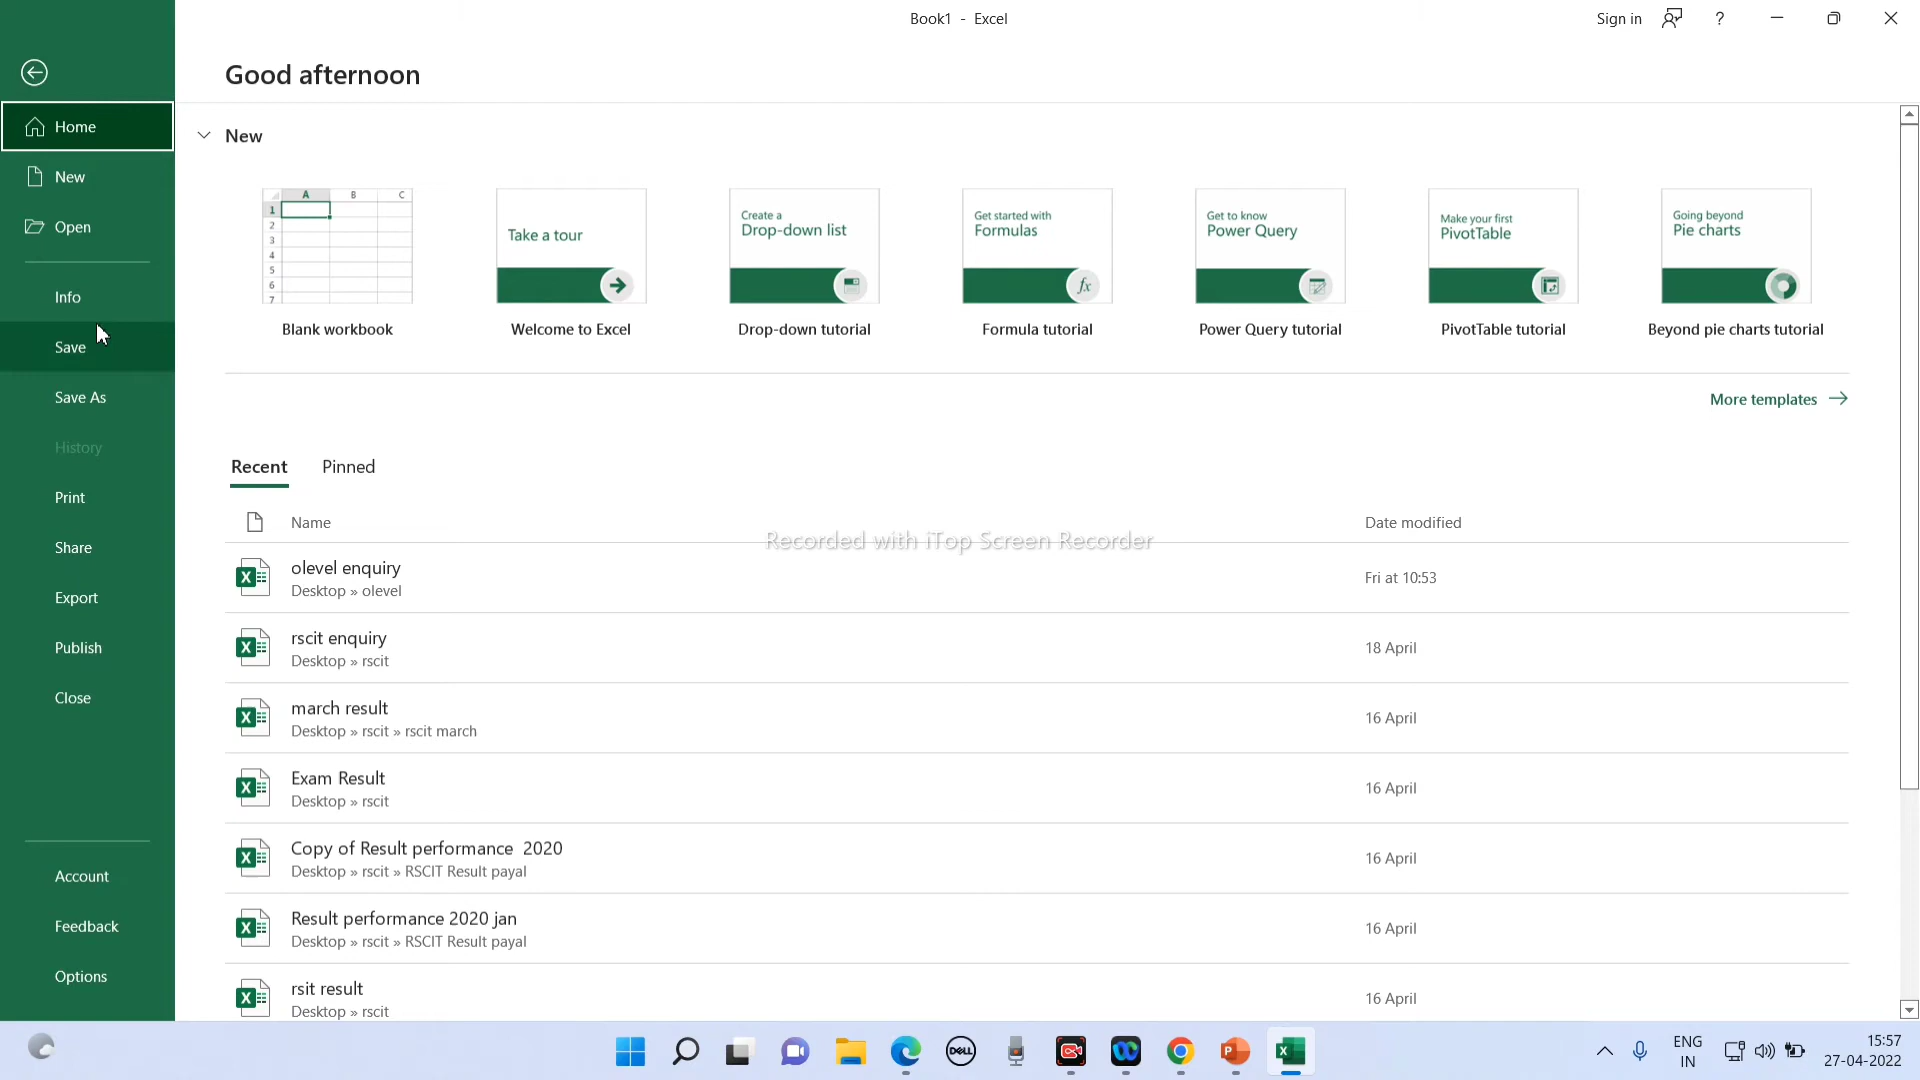 Book1 - Excel
Sign in
?
Good afternoon
Home
New
Open
Info
Save
Save As
History
Print
Share
Export
Publish
Close
Account
Feedback
Options
New
A B C
1
2
3
4
5
6
7
Blank workbook
Take a tour
Welcome to Excel
Create a
Drop-down list
Drop-down tutorial
Get started with
Formulas
fx
Formula tutorial
Get to know
Power Query
Power Query tutorial
Make your first
PivotTable
PivotTable tutorial
Going beyond
Pie charts
Beyond pie charts tutorial
More templates
Recent Pinned
Name Date modified
Recorded with iTop Screen Recorder
olevel enquiry
Desktop » olevel
Fri at 10:53
rscit enquiry
Desktop » rscit
18 April
march result
Desktop » rscit » rscit march
16 April
Exam Result
Desktop » rscit
16 April
Copy of Result performance 2020
Desktop » rscit » RSCIT Result payal
16 April
Result performance 2020 jan
Desktop » rscit » RSCIT Result payal
16 April
rsit result
Desktop » rscit
16 April
DELL
P
X
ENG
IN
15:57
27-04-2022